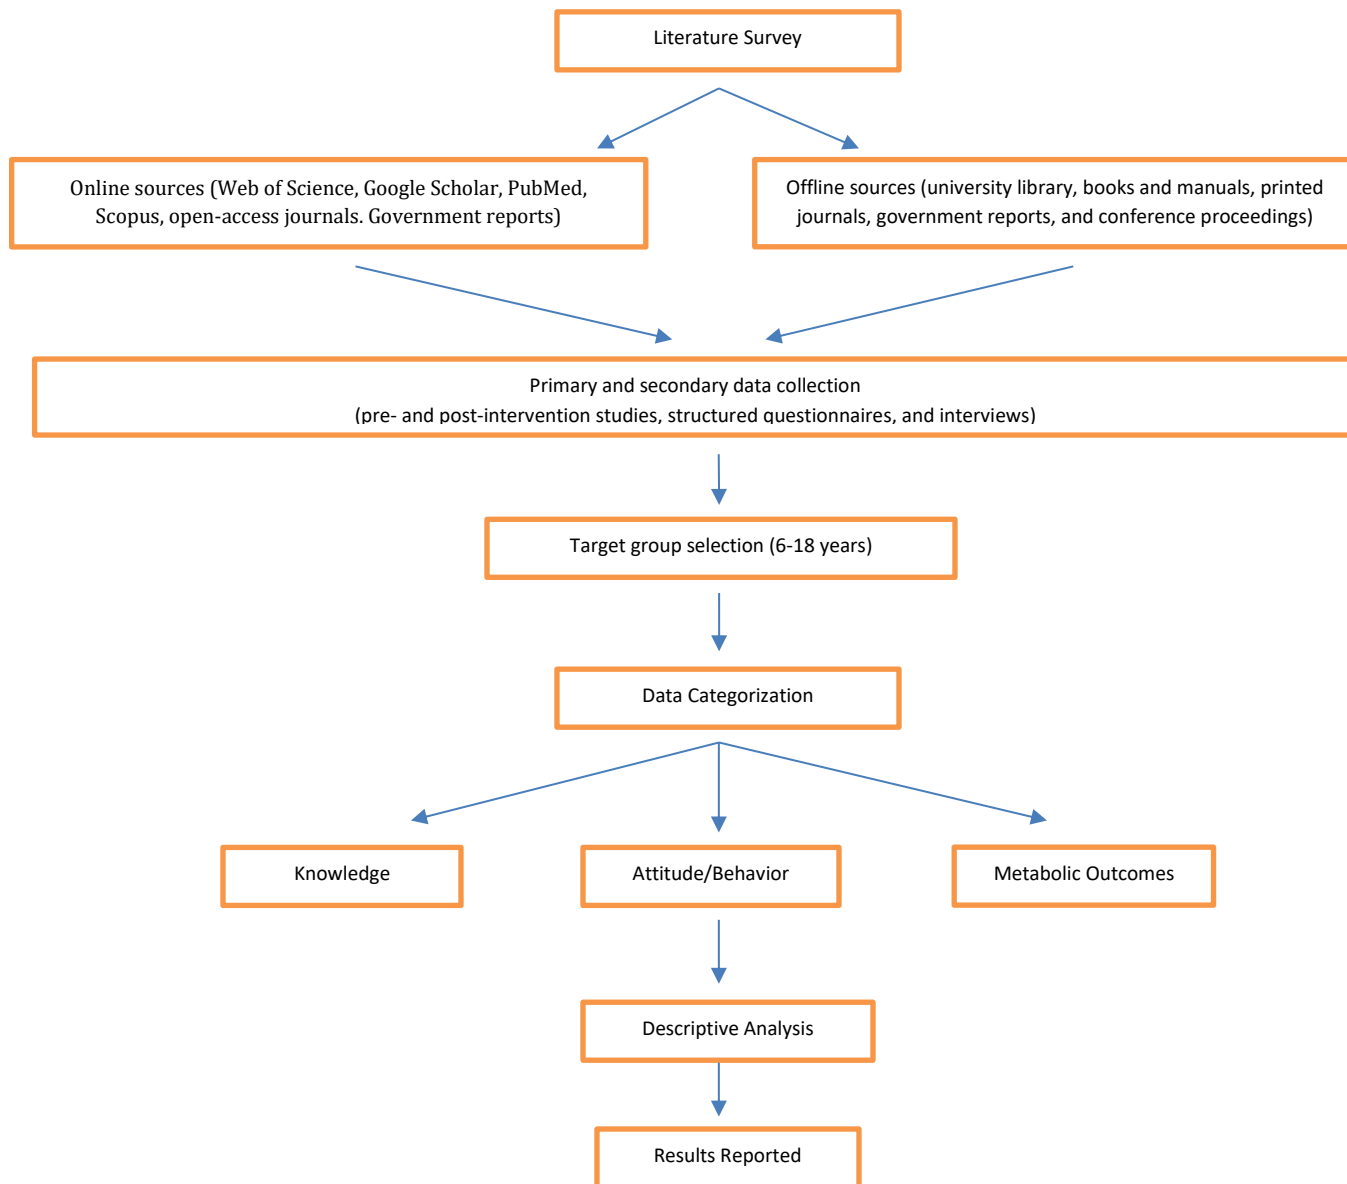 Literature Survey
Online sources (Web of Science, Google Scholar, PubMed,
Scopus, open-access journals. Government reports)
Offline sources (university library, books and manuals, printed
journals, government reports, and conference proceedings)
Primary and secondary data collection
(pre- and post-intervention studies, structured questionnaires, and interviews)
Target group selection (6-18 years)
Data Categorization
Knowledge
Attitude/Behavior
Metabolic Outcomes
Descriptive Analysis
Results Reported